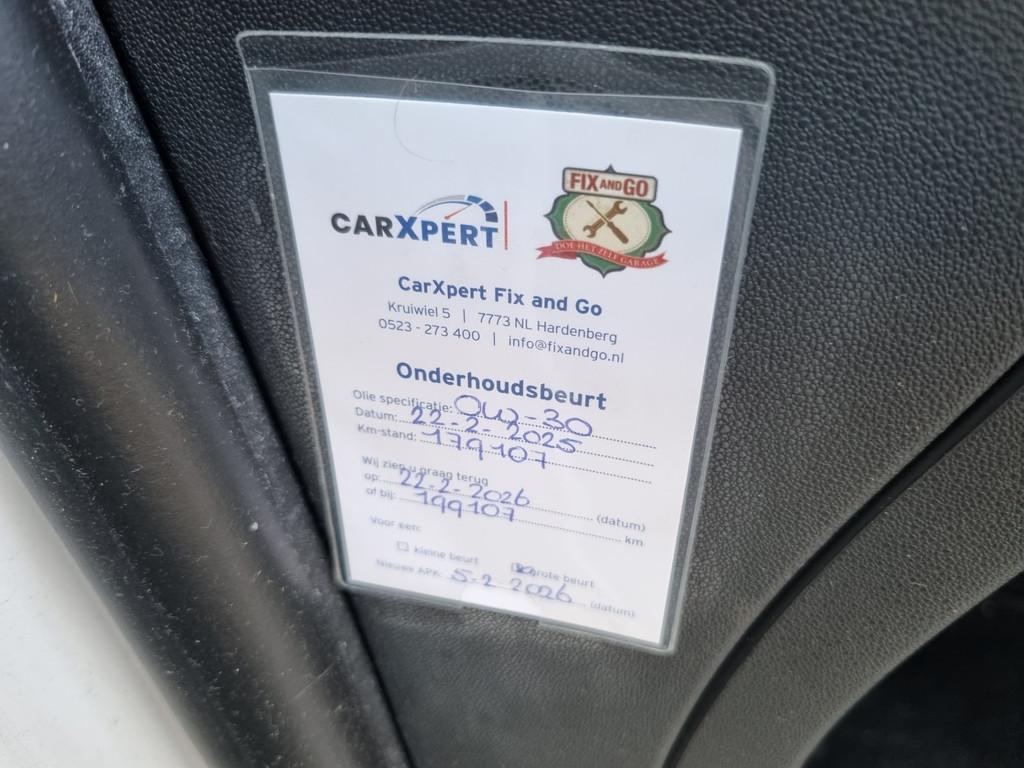 CARXPERT
FIX AND GO
DOE HET ZELF GARAGE
CarXpert Fix and Go
Kruiwiel 5 | 7773 NL Hardenberg
0523 - 273 400 | info@fixandgo.nl
Onderhoudsbeurt
Olie specificatie: 0W-30
Datum: 22-2-2025
Km-stand: 179107
Wij zien u graag terug
op: 22-2-2026 (datum)
of bij: 199107 km
Voor een:
kleine beurt grote beurt
Nieuwe APK: 5-2 2026 (datum)